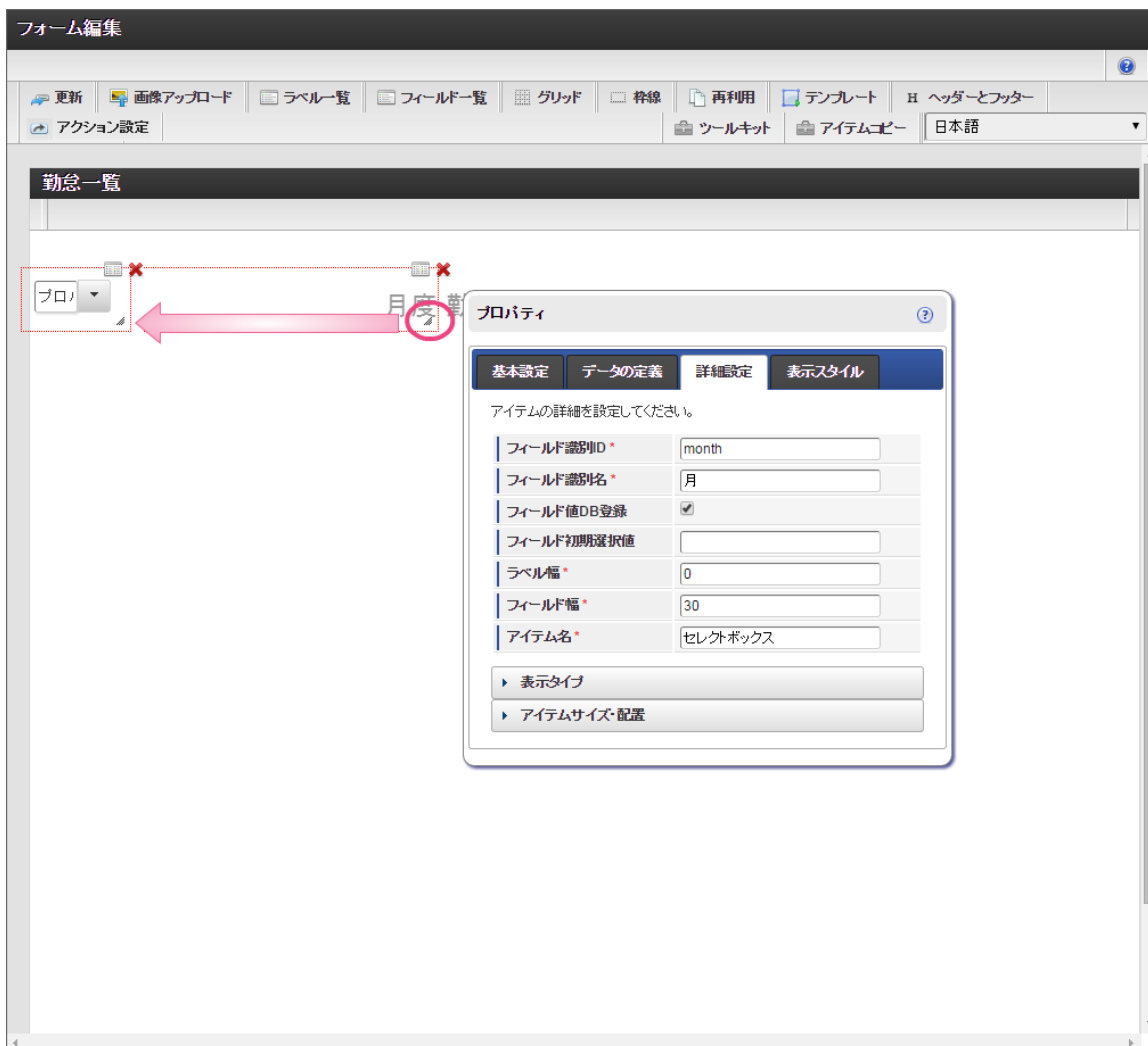 フォーム編集
更新 画像アップロード ラベル一覧 フィールド一覧 グリッド 枠線 再利用 テンプレート H ヘッダーとフッター
アクション設定 ツールキット アイテムコピー 日本語
勤怠一覧
プロパティ
基本設定 データの定義 詳細設定 表示スタイル
アイテムの詳細を設定してください。
フィールド識別ID * month
フィールド識別名 * 月
フィールド値DB登録
フィールド初期選択値
ラベル幅 * 0
フィールド幅 * 30
アイテム名 * セレクトボックス
表示タイプ
アイテムサイズ・配置
プロ
月度 勤